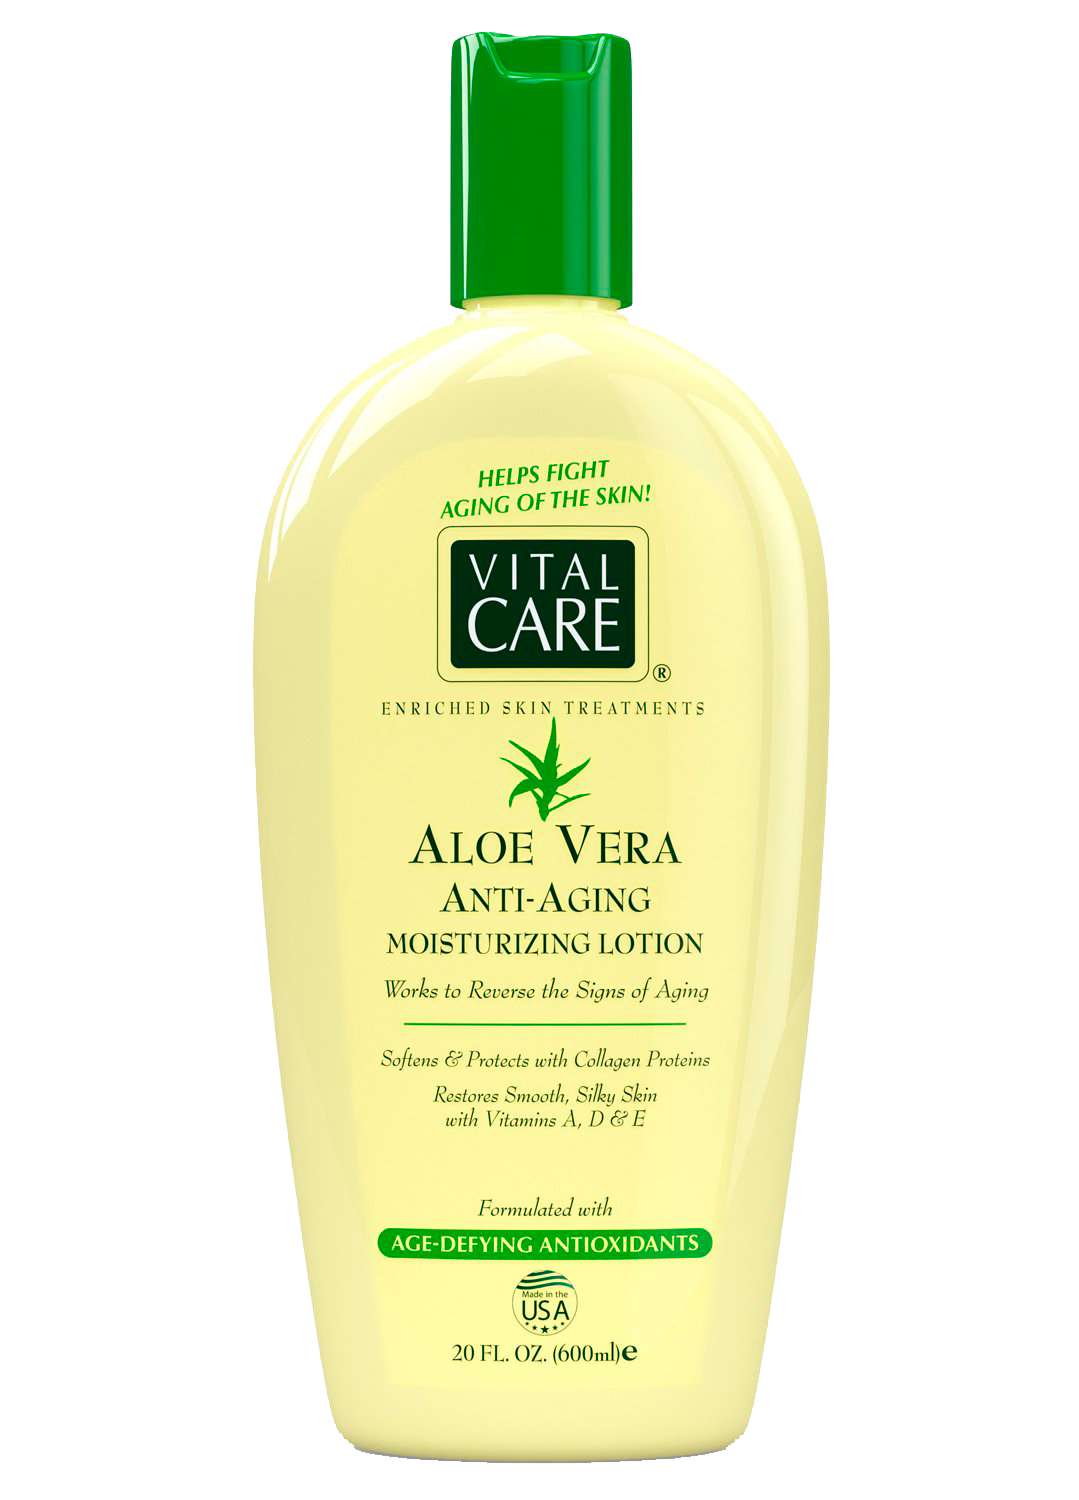 HELPS FIGHT
AGING OF THE SKIN!
VITAL
CARE
®
ENRICHED SKIN TREATMENTS
ALOE VERA
ANTI-AGING
MOISTURIZING LOTION
Works to Reverse the Signs of Aging
Softens & Protects with Collagen Proteins
Restores Smooth, Silky Skin
with Vitamins A, D & E
Formulated with
AGE-DEFYING ANTIOXIDANTS
Made in the
USA
20 FL. OZ. (600ml)e